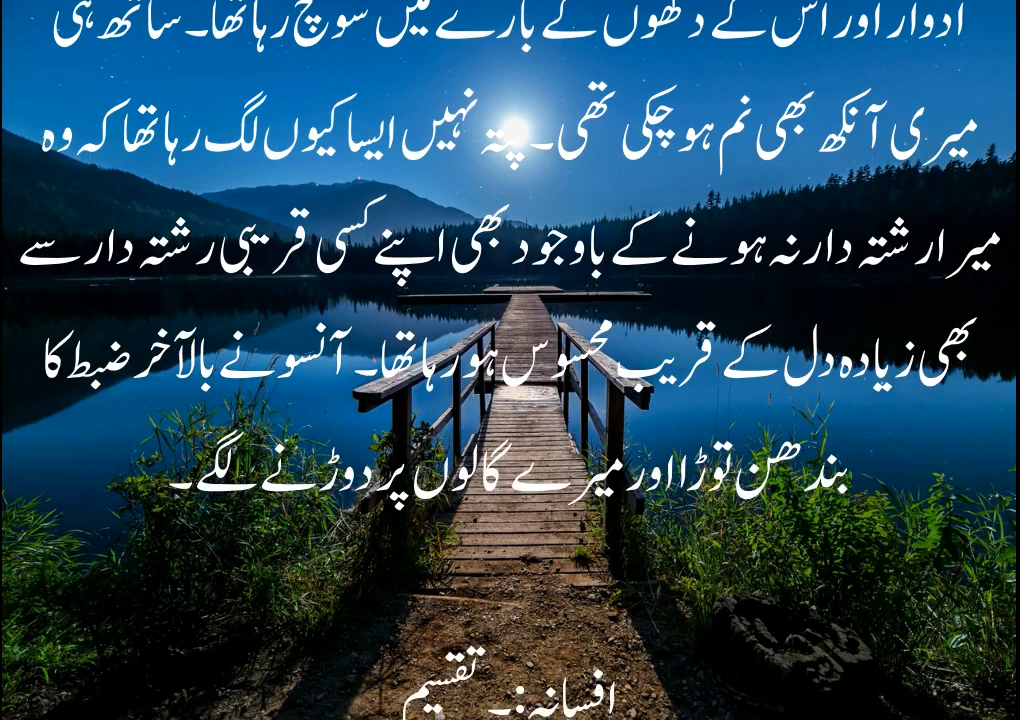 ادوار اور اس کے دکھوں کے بارے میں سوچ رہا تھا۔ ساتھ ہی
میری آنکھ بھی نم ہو چکی تھی۔ پتہ نہیں ایسا کیوں لگ رہا تھا کہ وہ
میرا رشتہ دار نہ ہونے کے باوجود بھی اپنے کسی قریبی رشتہ دار سے
بھی زیادہ دل کے قریب محسوس ہو رہا تھا۔ آنسو نے بالآخر ضبط کا
بندھن توڑا اور میرے گالوں پر دوڑنے لگے۔
افسانہ:۔ تقسیم